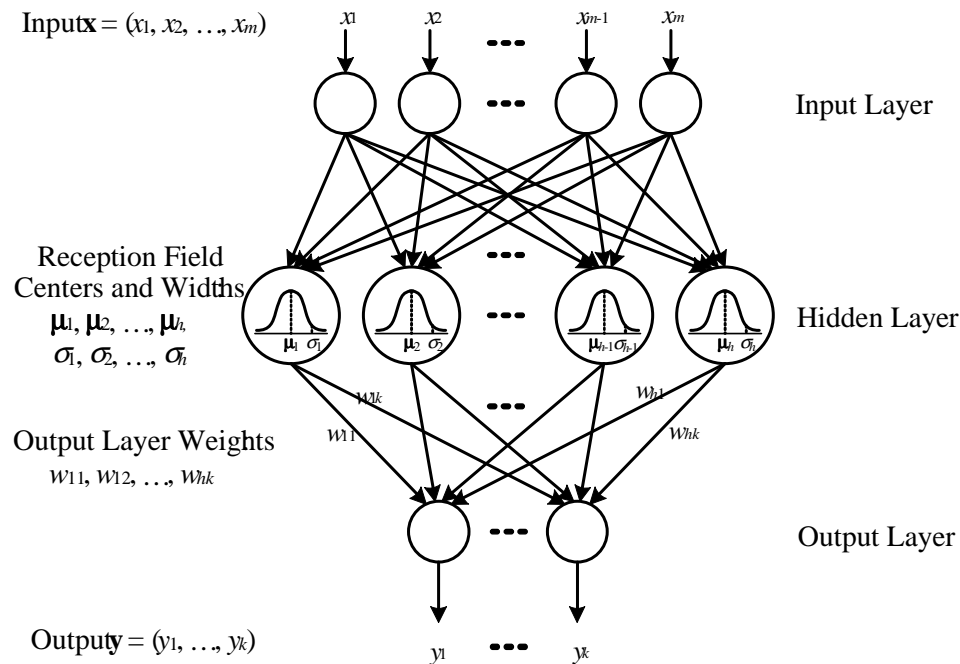 x1 x2 xm-1 xm
Input x = (x1, x2, …, xm)
Input Layer
Reception Field
Centers and Widths
μ1, μ2, …, μh,
σ1, σ2, …, σh
μ1 σ1 μ2 σ2 μh-1 σh-1 μh σh
Hidden Layer
w1k wh1
w11 whk
Output Layer Weights
w11, w12, …, whk
Output Layer
Output y = (y1, …, yk)
y1 yk